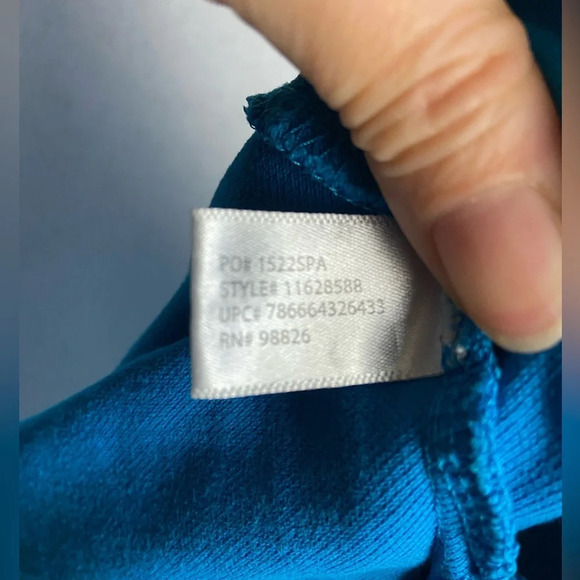 PO# 1522SPA
STYLE# 11628588
UPC# 786664326433
RN# 98826